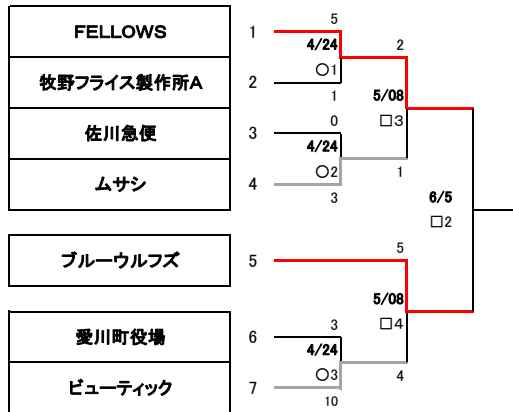 FELLOWS 1 5
4/24 2
牧野フライス製作所A 2 ○1
1 5/08
佐川急便 3 0 □3
4/24
ムサシ 4 ○2 1
3 6/5
□2
ブルーウルフズ 5 5
5/08
愛川町役場 6 3 □4
4/24
ビューティック 7 ○3 4
10